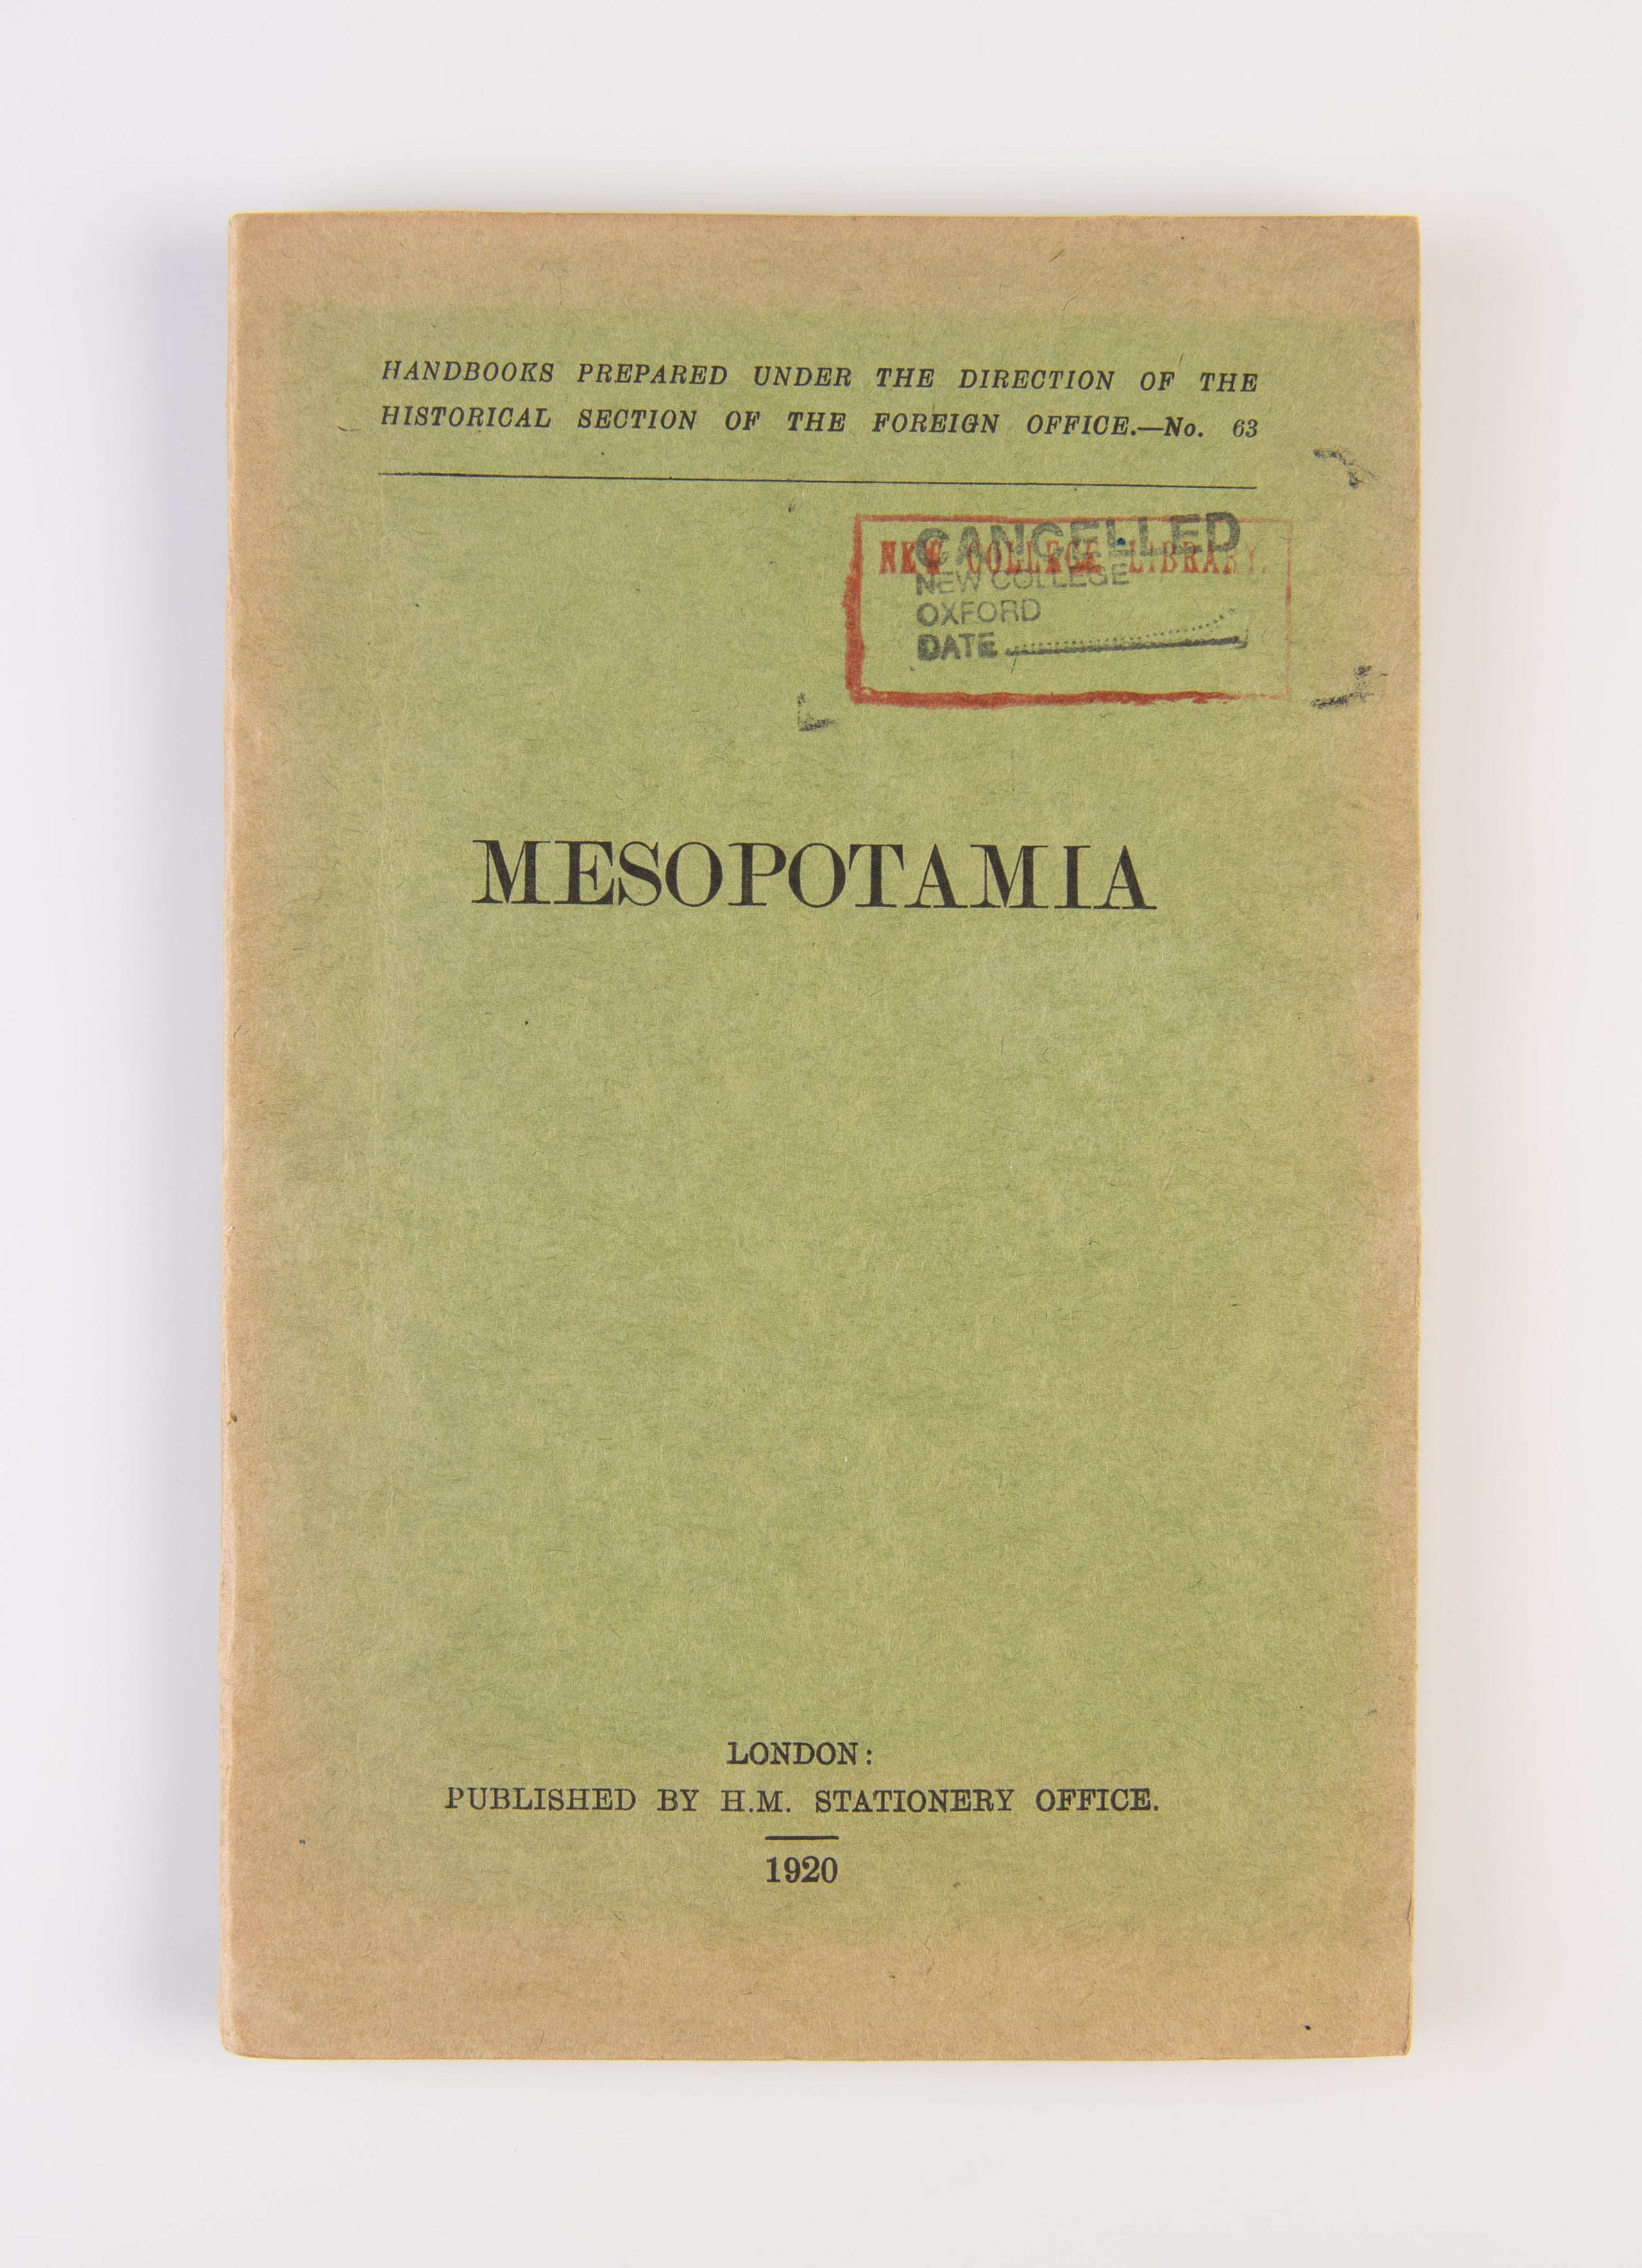 HANDBOOKS PREPARED UNDER THE DIRECTION OF THE
HISTORICAL SECTION OF THE FOREIGN OFFICE.—No. 63
CANCELLED
NEW COLLEGE LIBRARY.
NEW COLLEGE
OXFORD
DATE
MESOPOTAMIA
LONDON:
PUBLISHED BY H.M. STATIONERY OFFICE.
1920